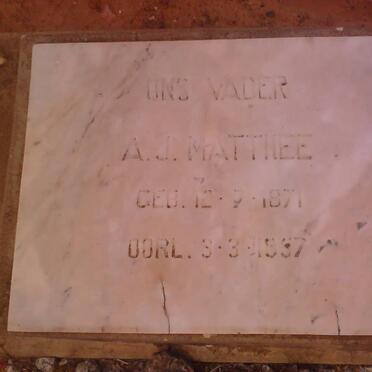 ONS VADER
A.J. MATTHEE
GEB. 12·9·1871
OORL. 3·3·1937